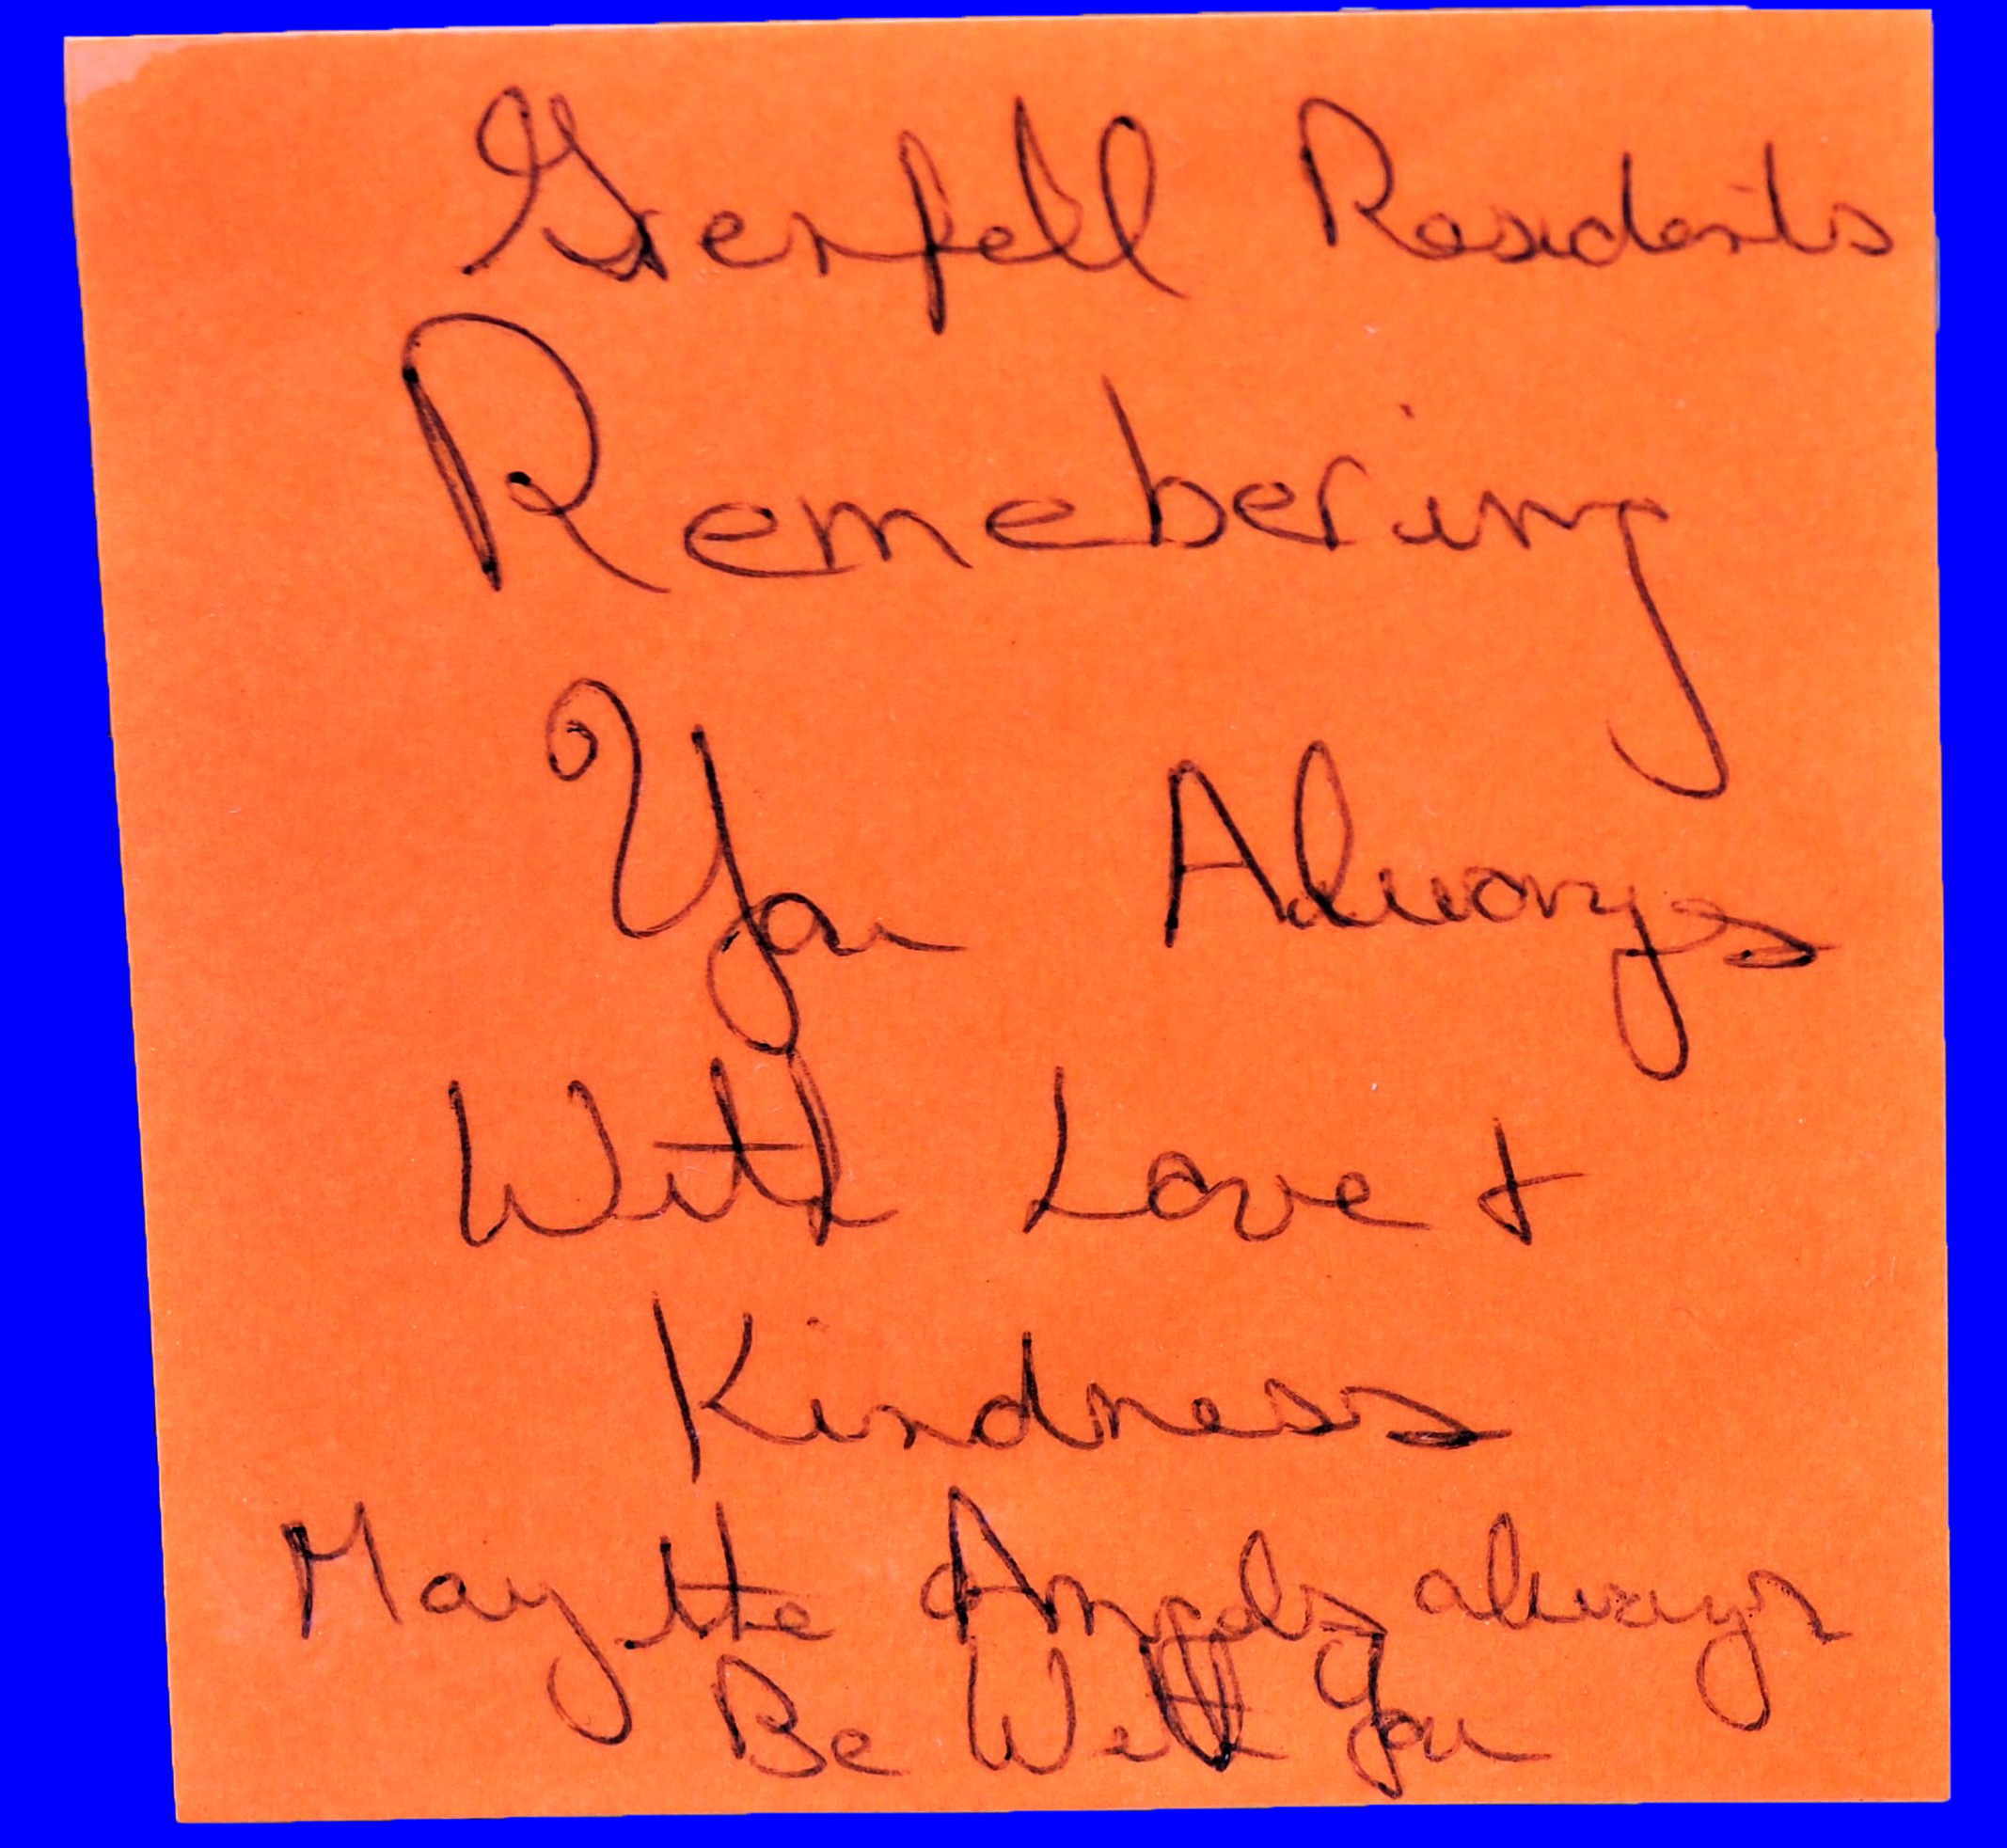 Grenfell Residents
Remebering
You Always
With Love +
Kindness
May the Angels always
Be With You